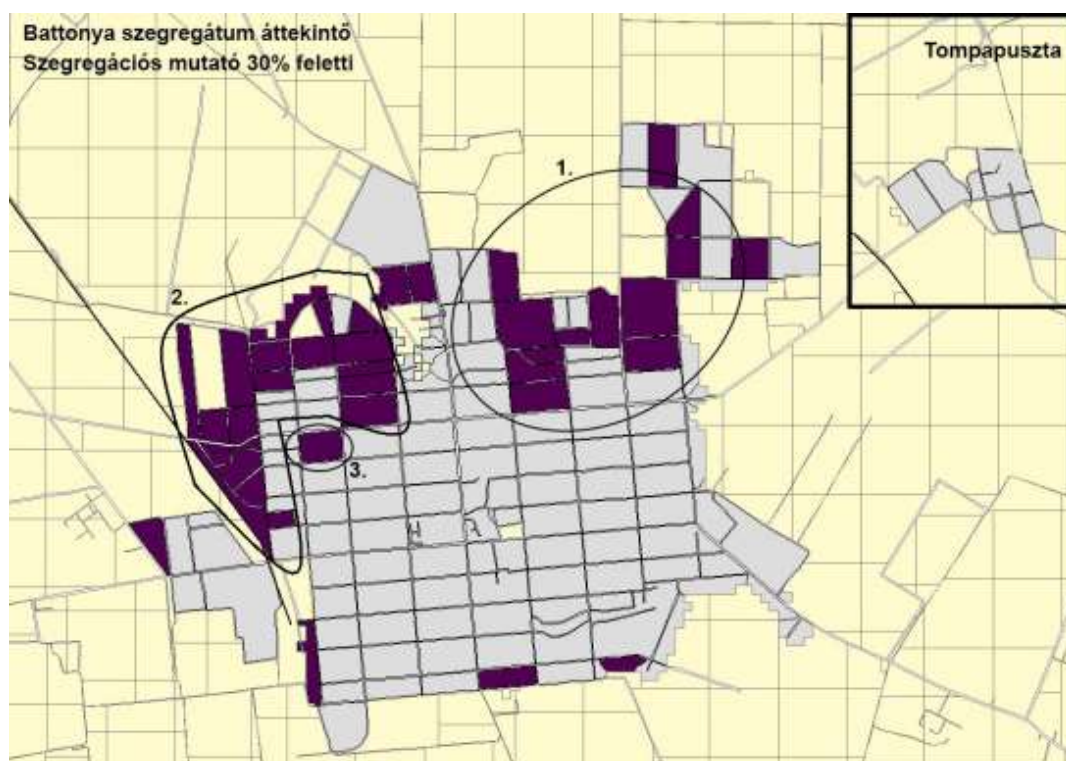 Battonya szegregátum áttekintő
Szegregációs mutató 30% feletti
Tompapuszta
1.
2.
3.